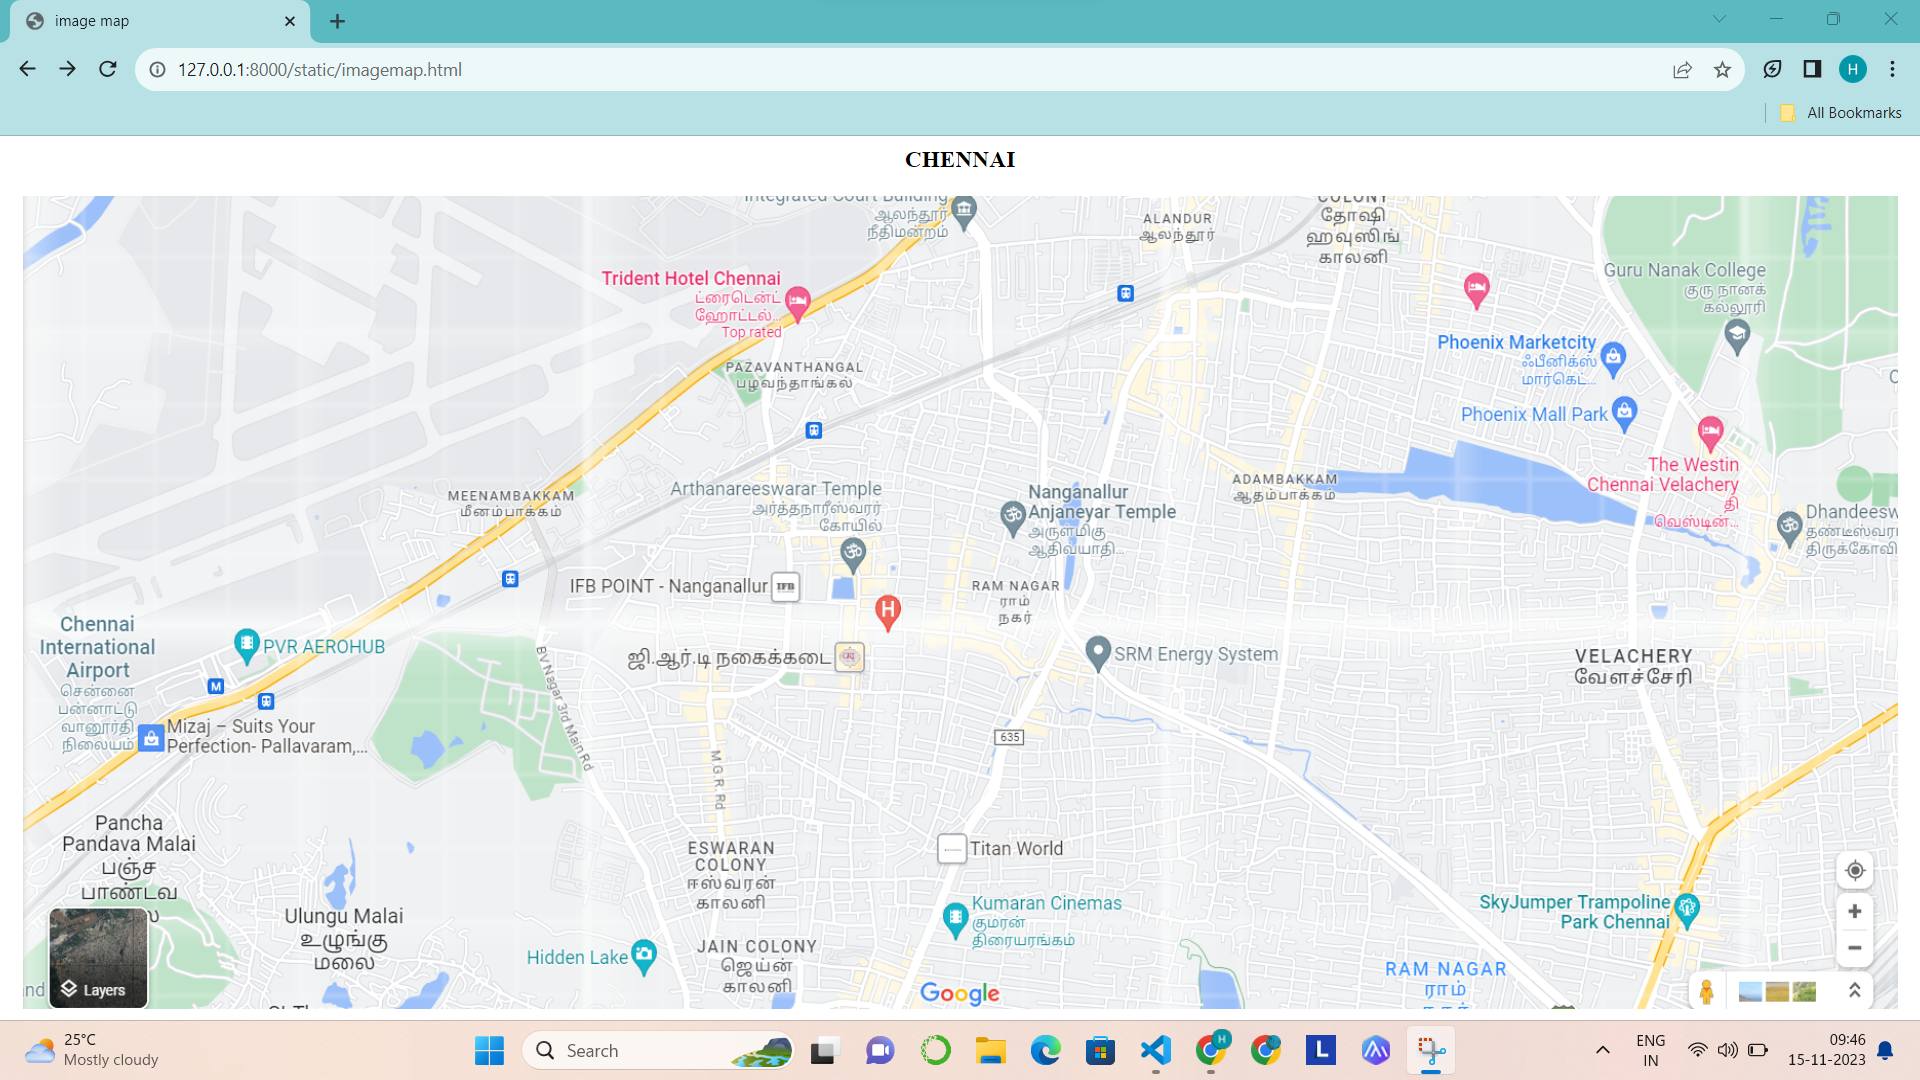 image map
127.0.0.1:8000/static/imagemap.html
H
All Bookmarks
CHENNAI
Integrated Court Building
ஆலந்தூர்
நீதிமன்றம்
ALANDUR
ஆலந்தூர்
COLONY
தோஷி
ஹவுஸிங்
காலனி
Trident Hotel Chennai
ட்ரைடென்ட்
ஹோட்டல்...
Top rated
Guru Nanak College
குரு நானக்
கல்லூரி
Phoenix Marketcity
ஃபீனிக்ஸ்
மார்கெட்...
PAZAVANTHANGAL
பழவந்தாங்கல்
Phoenix Mall Park
The Westin
Chennai Velachery
தி
வெஸ்டின்...
MEENAMBAKKAM
மீனம்பாக்கம்
Arthanareeswarar Temple
அர்த்தநாரீஸ்வரர்
கோயில்
Nanganallur
Anjaneyar Temple
அருள்மிகு
ஆதிவயாதி...
ADAMBAKKAM
ஆதம்பாக்கம்
Dhandeesw
தண்டீஸ்வர
திருக்கோவி
IFB POINT - Nanganallur
IFB
RAM NAGAR
ராம்
நகர்
H
Chennai
International
Airport
சென்னை
பன்னாட்டு
வானூர்தி
நிலையம்
PVR AEROHUB
M
BV Nagar 3rd Main Rd
ஜி.ஆர்.டி நகைக்கடை
SRM Energy System
VELACHERY
வேளச்சேரி
Mizaj – Suits Your
Perfection- Pallavaram,...
635
M.G.R. Rd
Pancha
Pandava Malai
பஞ்ச
பாண்டவ
ESWARAN
COLONY
ஈஸ்வரன்
காலனி
Titan World
Kumaran Cinemas
குமரன்
திரையரங்கம்
SkyJumper Trampoline
Park Chennai
Ulungu Malai
உழுங்கு
மலை
Hidden Lake
JAIN COLONY
ஜெய்ன்
காலனி
RAM NAGAR
ராம்
நகர்
nd
Layers
Google
25°C
Mostly cloudy
Search
H
L
ENG
IN
09:46
15-11-2023